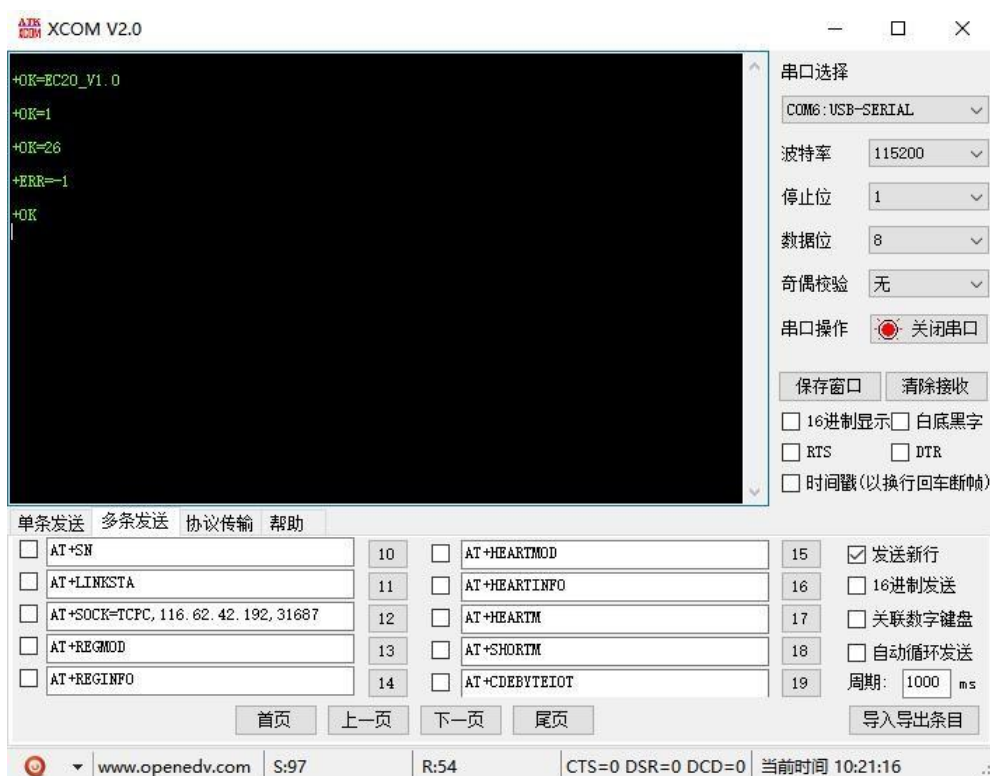 ATK XCOM XCOM V2.0
+OK=EC20_V1.0
+OK=1
+OK=26
+ERR=-1
+OK
串口选择
COM6:USB-SERIAL
波特率 115200
停止位 1
数据位 8
奇偶校验 无
串口操作 关闭串口
保存窗口 清除接收
16进制显示 白底黑字
RTS DTR
时间戳(以换行回车断帧)
单条发送 多条发送 协议传输 帮助
AT+SN 10 AT+HEARTMOD 15 发送新行
AT+LINKSTA 11 AT+HEARTINFO 16 16进制发送
AT+SOCK=TCPC,116.62.42.192,31687 12 AT+HEARTM 17 关联数字键盘
AT+REGMOD 13 AT+SHORTM 18 自动循环发送
AT+REGINFO 14 AT+CDEBYTEIOT 19 周期: 1000 ms
首页 上一页 下一页 尾页 导入导出条目
www.openedv.com S:97 R:54 CTS=0 DSR=0 DCD=0 当前时间 10:21:16